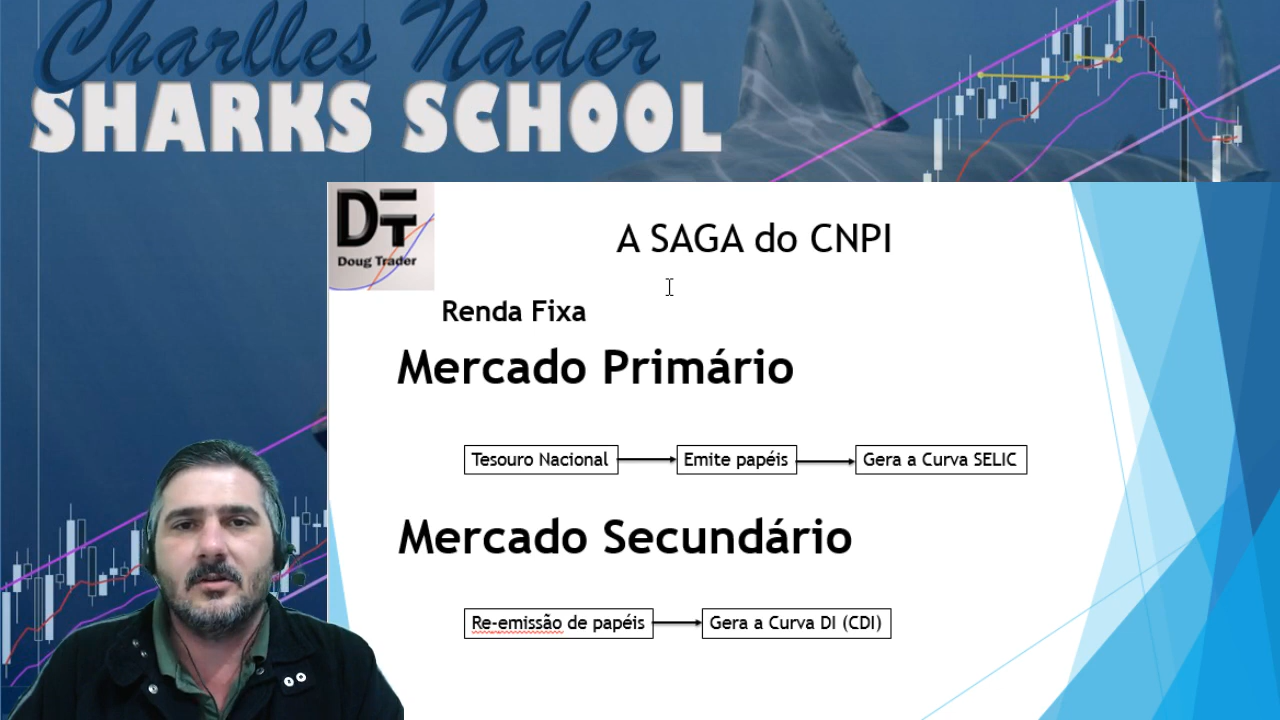 Charlles Nader
SHARKS SCHOOL
DT
Doug Trader
A SAGA do CNPI
Renda Fixa
Mercado Primário
Tesouro Nacional
Emite papéis
Gera a Curva SELIC
Mercado Secundário
Re-emissão de papéis
Gera a Curva DI (CDI)